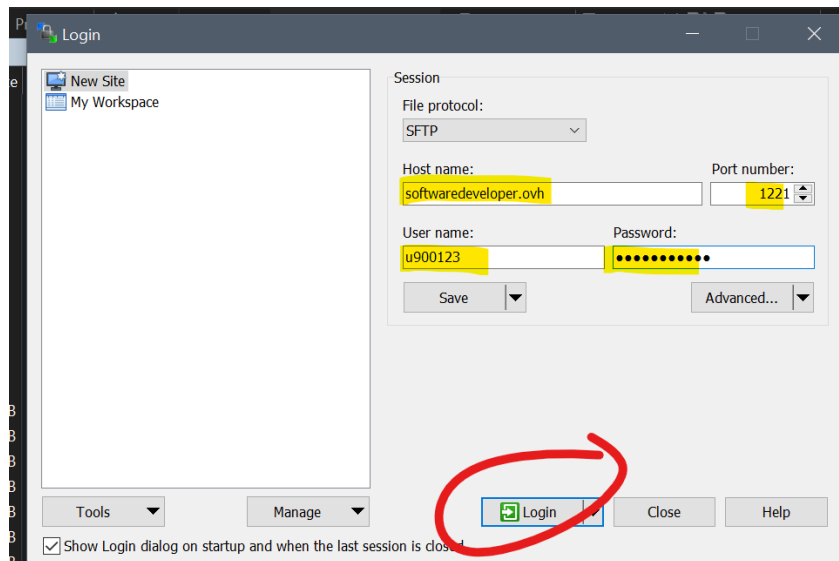 Login
New Site
My Workspace
Session
File protocol:
SFTP
Host name:
Port number:
softwaredeveloper.ovh
1221
User name:
Password:
u900123
•••••••••••
Save
Advanced...
Tools
Manage
Login
Close
Help
Show Login dialog on startup and when the last session is closed